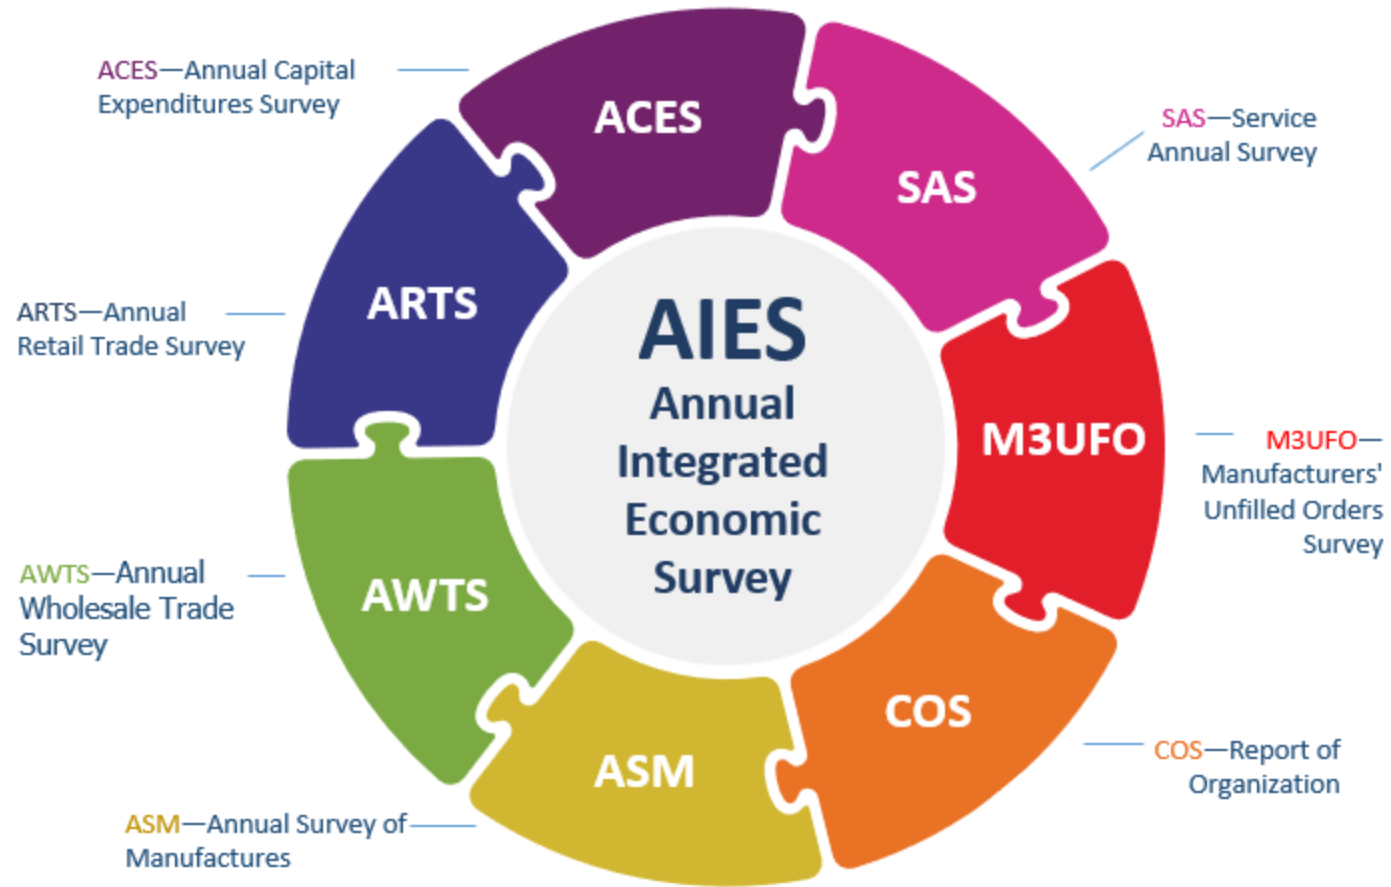 ACES—Annual Capital
Expenditures Survey
ACES
SAS
SAS—Service
Annual Survey
ARTS—Annual
Retail Trade Survey
ARTS
AIES
Annual
Integrated
Economic
Survey
M3UFO
M3UFO—
Manufacturers'
Unfilled Orders
Survey
AWTS—Annual
Wholesale Trade
Survey
AWTS
COS
COS—Report of
Organization
ASM
ASM—Annual Survey of
Manufactures